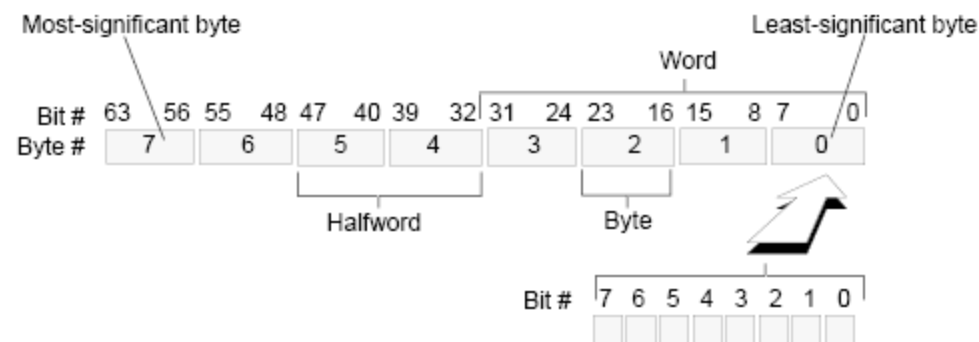 Most-significant byte Least-significant byte
Word
Bit # 63 56 55 48 47 40 39 32 31 24 23 16 15 8 7 0
Byte # 7 6 5 4 3 2 1 0
Halfword Byte
Bit # 7 6 5 4 3 2 1 0